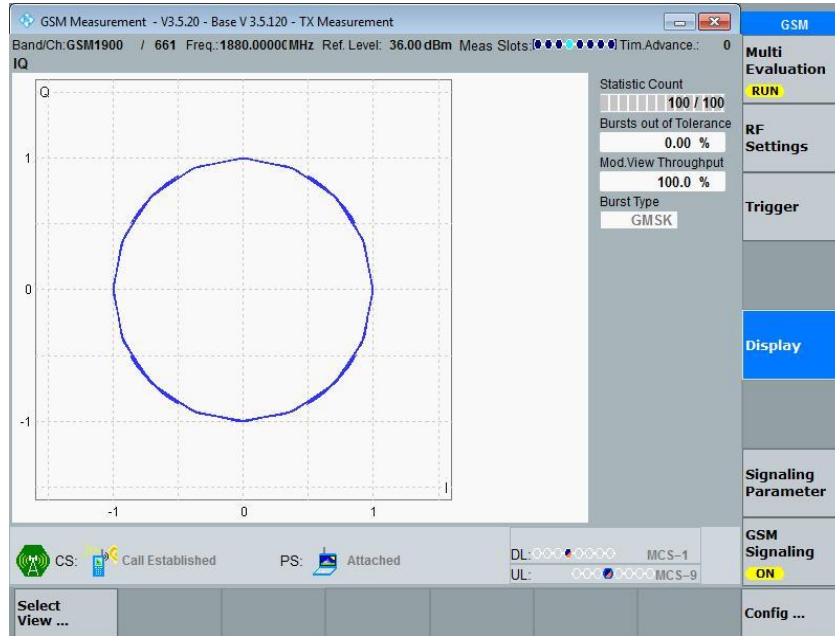 GSM Measurement - V3.5.20 - Base V 3.5.120 - TX Measurement
GSM
Band/Ch:GSM1900 / 661 Freq.:1880.0000 MHz Ref. Level: 36.00 dBm Meas Slots: Tim.Advance.: 0
IQ
Multi
Evaluation
RUN
Statistic Count
100 / 100
Bursts out of Tolerance
0.00 %
Mod.View Throughput
100.0 %
Burst Type
GMSK
RF
Settings
Trigger
Display
Q
1
0
-1
I
-1 0 1
Signaling
Parameter
GSM
Signaling
ON
CS: Call Established PS: Attached
DL: MCS-1
UL: MCS-9
Select
View ...
Config ...